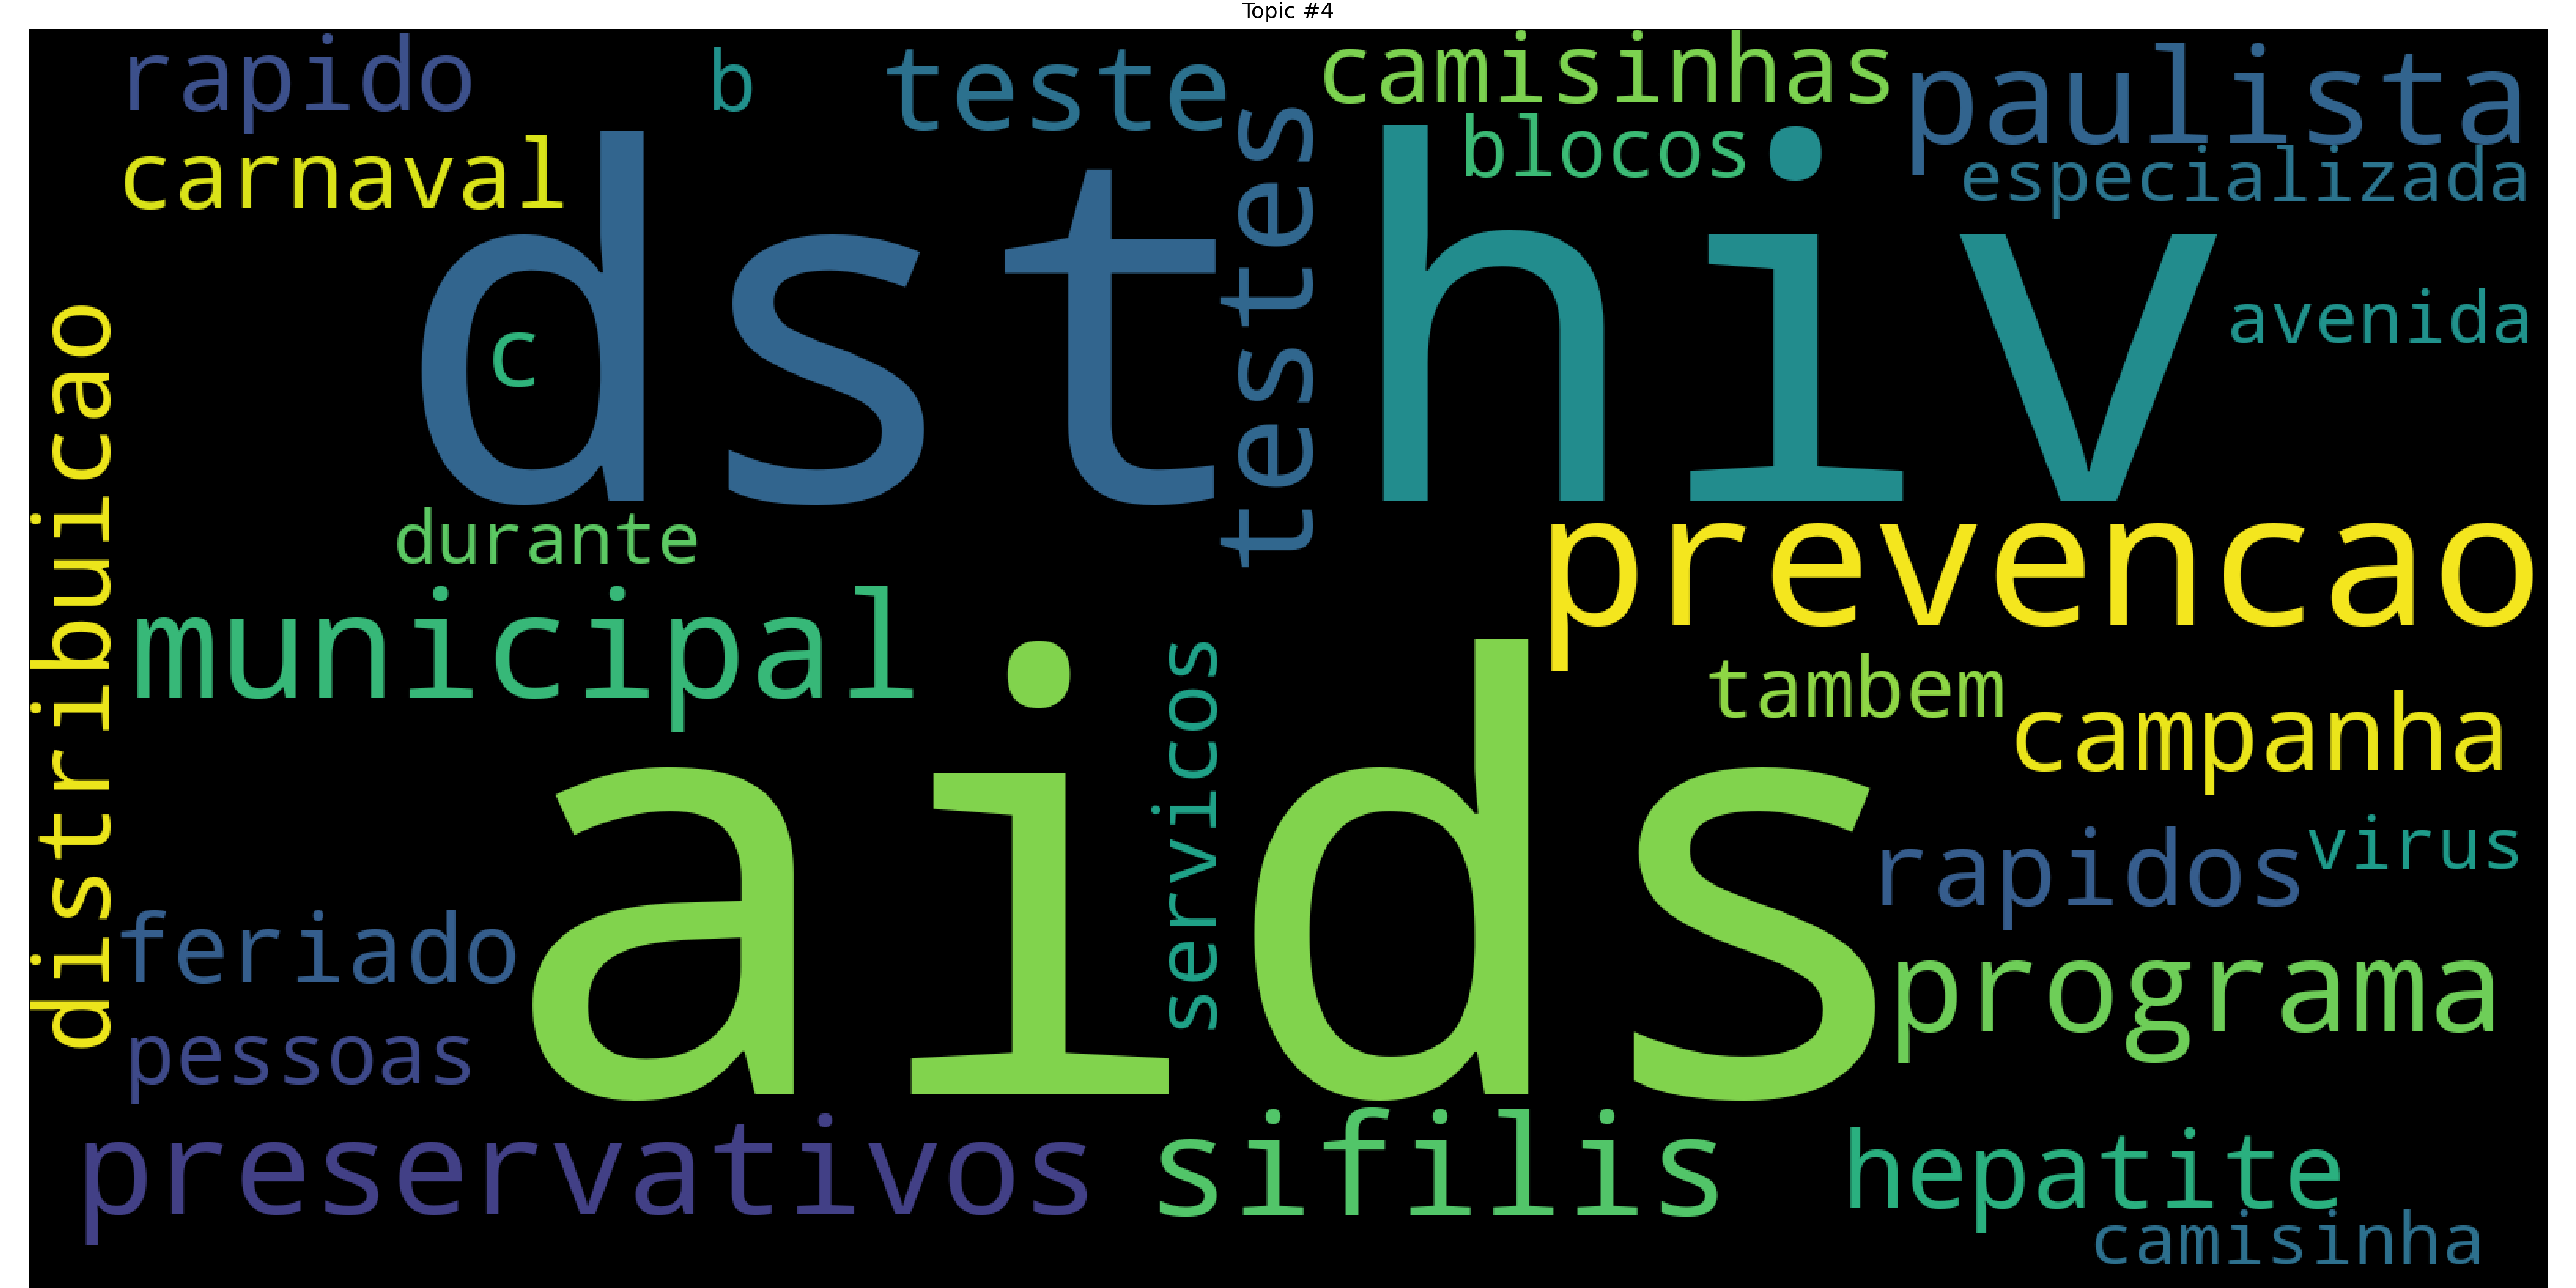 Topic #4
rapido
b
teste
camisinhas
paulista
carnaval
blocos
especializada
dst
testes
hiv
c
avenida
distribuicao
durante
prevencao
municipal
servicos
tambem
campanha
aids
rapidos
virus
feriado
programa
pessoas
preservativos
sifilis
hepatite
camisinha